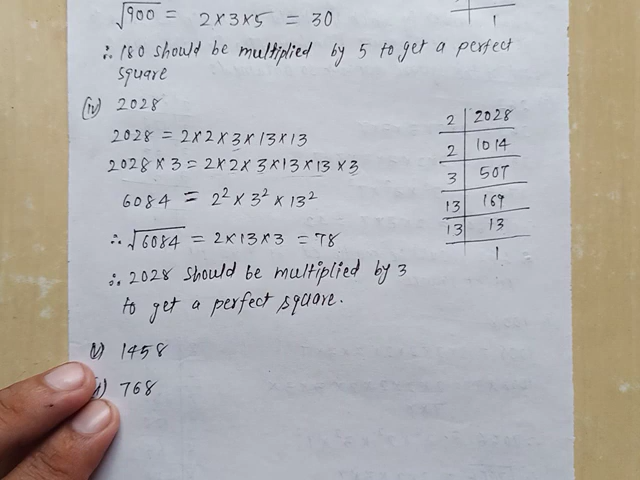 √900 = 2×3×5 = 30
1
∴ 180 should be multiplied by 5 to get a perfect
square
(iv) 2028
2028 = 2×2×3×13×13
2028×3 = 2×2×3×13×13×3
6084 = 2² × 3² × 13²
∴ √6084 = 2×13×3 = 78
∴ 2028 should be multiplied by 3
to get a perfect square.
2 | 2028
2 | 1014
3 | 507
13 | 169
13 | 13
1
v) 1458
768